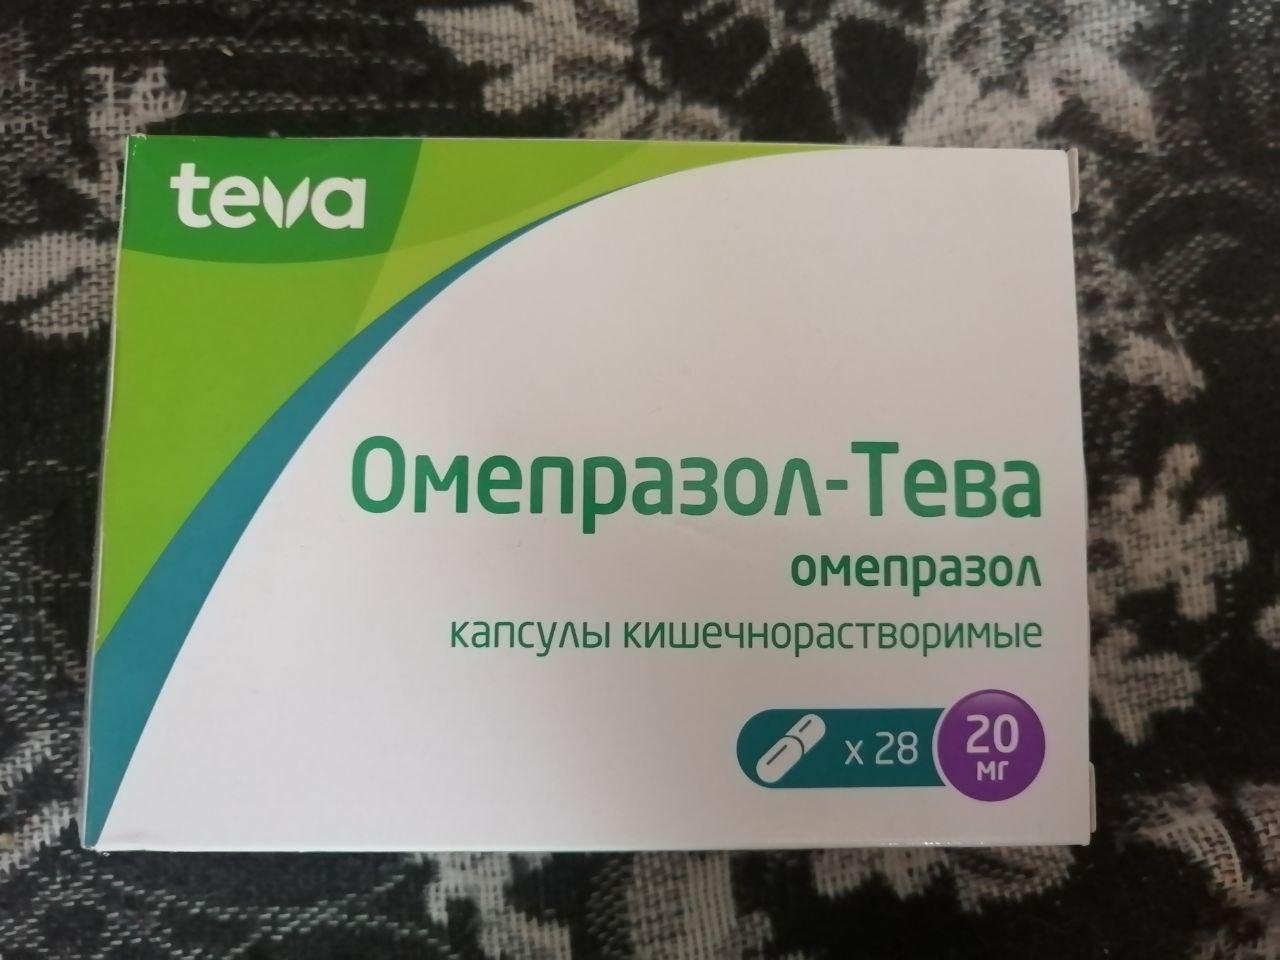 teva
Омепразол-Тева
омепразол
капсулы кишечнорастворимые
x 28
20
мг